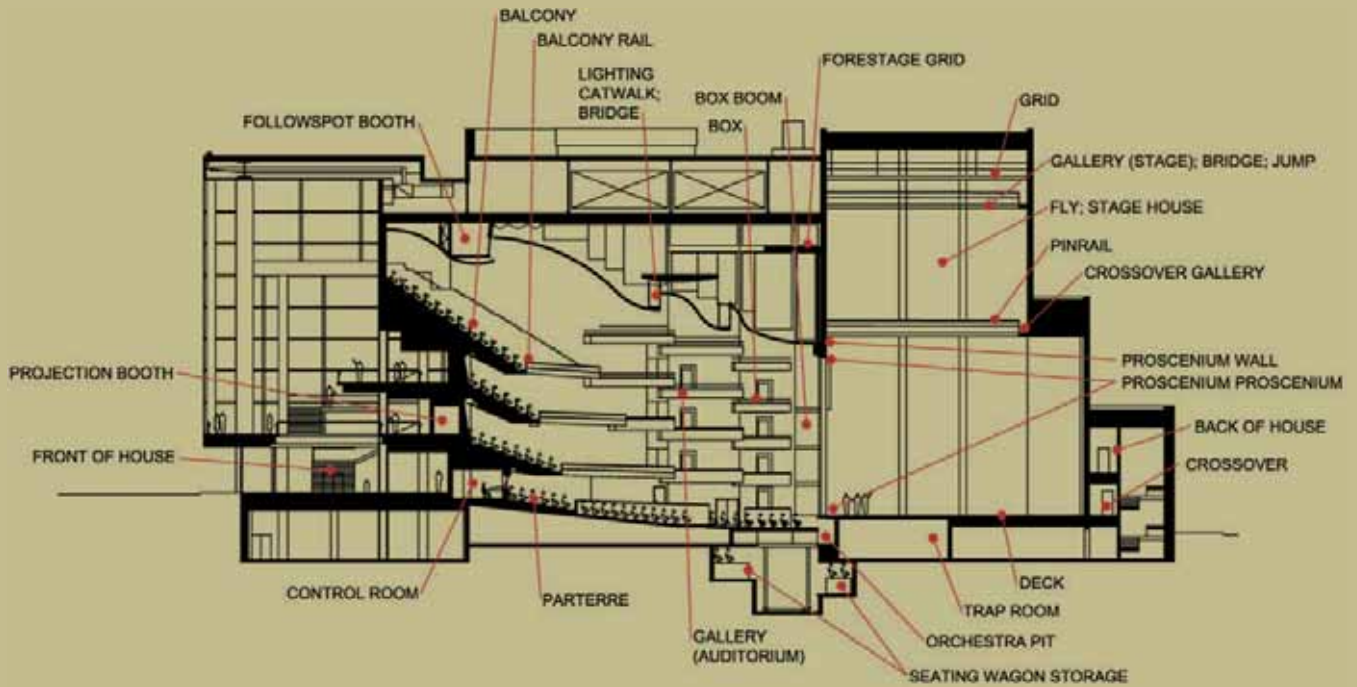 BALCONY
BALCONY RAIL
LIGHTING
CATWALK;
BRIDGE
FOLLOWSPOT BOOTH
BOX BOOM
BOX
FORESTAGE GRID
GRID
GALLERY (STAGE); BRIDGE; JUMP
FLY; STAGE HOUSE
PINRAIL
CROSSOVER GALLERY
PROSCENIUM WALL
PROSCENIUM PROSCENIUM
BACK OF HOUSE
CROSSOVER
PROJECTION BOOTH
FRONT OF HOUSE
CONTROL ROOM
PARTERRE
GALLERY
(AUDITORIUM)
DECK
TRAP ROOM
ORCHESTRA PIT
SEATING WAGON STORAGE